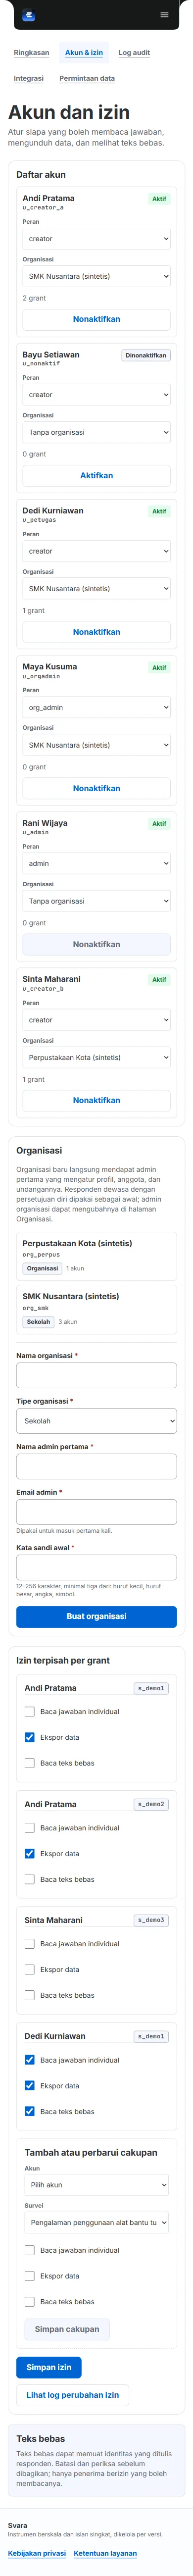 Ringkasan
Akun & izin
Log audit
Integrasi
Permintaan data
Akun dan izin
Atur siapa yang boleh membaca jawaban,
mengunduh data, dan melihat teks bebas.
Daftar akun
Andi Pratama
Aktif
u_creator_a
Peran
creator
Organisasi
SMK Nusantara (sintetis)
2 grant
Nonaktifkan
Bayu Setiawan
Dinonaktifkan
u_nonaktif
Peran
creator
Organisasi
Tanpa organisasi
0 grant
Aktifkan
Dedi Kurniawan
Aktif
u_petugas
Peran
creator
Organisasi
SMK Nusantara (sintetis)
1 grant
Nonaktifkan
Maya Kusuma
Aktif
u_orgadmin
Peran
org_admin
Organisasi
SMK Nusantara (sintetis)
0 grant
Nonaktifkan
Rani Wijaya
Aktif
u_admin
Peran
admin
Organisasi
Tanpa organisasi
0 grant
Nonaktifkan
Sinta Maharani
Aktif
u_creator_b
Peran
creator
Organisasi
Perpustakaan Kota (sintetis)
1 grant
Nonaktifkan
Organisasi
Organisasi baru langsung mendapat admin
pertama yang mengatur profil, anggota, dan
undangannya. Responden dewasa dengan
persetujuan diri dipakai sebagai awal; admin
organisasi dapat mengubahnya di halaman
Organisasi.
Perpustakaan Kota (sintetis)
org_perpus
Organisasi 1 akun
SMK Nusantara (sintetis)
org_smk
Sekolah 3 akun
Nama organisasi *
Tipe organisasi *
Sekolah
Nama admin pertama *
Email admin *
Dipakai untuk masuk pertama kali.
Kata sandi awal *
12–256 karakter, minimal tiga dari: huruf kecil, huruf
besar, angka, simbol.
Buat organisasi
Izin terpisah per grant
Andi Pratama
s_demo1
Baca jawaban individual
Ekspor data
Baca teks bebas
Andi Pratama
s_demo2
Baca jawaban individual
Ekspor data
Baca teks bebas
Sinta Maharani
s_demo3
Baca jawaban individual
Ekspor data
Baca teks bebas
Dedi Kurniawan
s_demo1
Baca jawaban individual
Ekspor data
Baca teks bebas
Tambah atau perbarui cakupan
Akun
Pilih akun
Survei
Pengalaman penggunaan alat bantu tu
Baca jawaban individual
Ekspor data
Baca teks bebas
Simpan cakupan
Simpan izin
Lihat log perubahan izin
Teks bebas
Teks bebas dapat memuat identitas yang ditulis
responden. Batasi dan periksa sebelum
dibagikan; hanya penerima berizin yang boleh
membacanya.
Svara
Instrumen berskala dan isian singkat, dikelola per versi.
Kebijakan privasi
Ketentuan layanan